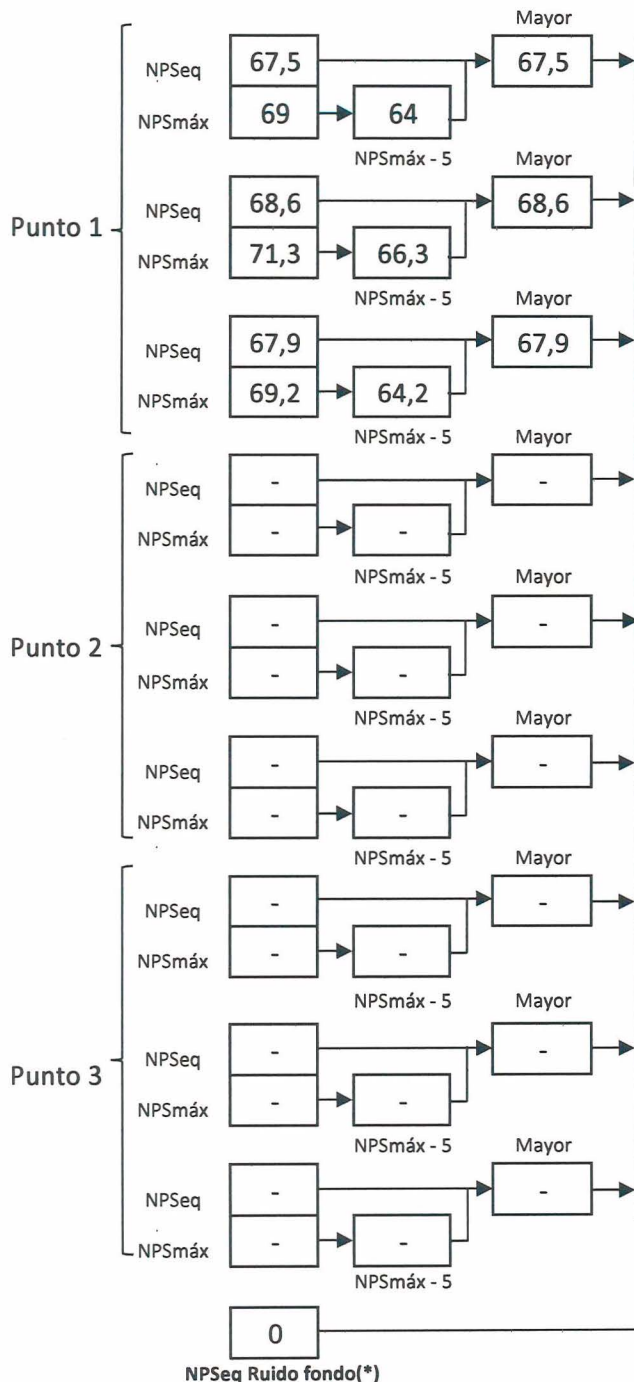 Mayor
NPSeq 67,5 67,5
NPSmáx 69 64
NPSmáx - 5 Mayor
Punto 1
NPSeq 68,6 68,6
NPSmáx 71,3 66,3
NPSmáx - 5 Mayor
NPSeq 67,9 67,9
NPSmáx 69,2 64,2
NPSmáx - 5 Mayor
NPSeq - -
NPSmáx - -
NPSmáx - 5 Mayor
Punto 2
NPSeq - -
NPSmáx - -
NPSmáx - 5 Mayor
NPSeq - -
NPSmáx - -
NPSmáx - 5 Mayor
NPSeq - -
NPSmáx - -
NPSmáx - 5 Mayor
Punto 3
NPSeq - -
NPSmáx - -
NPSmáx - 5 Mayor
NPSeq - -
NPSmáx - -
NPSmáx - 5
0
NPSeq Ruido fondo(*)